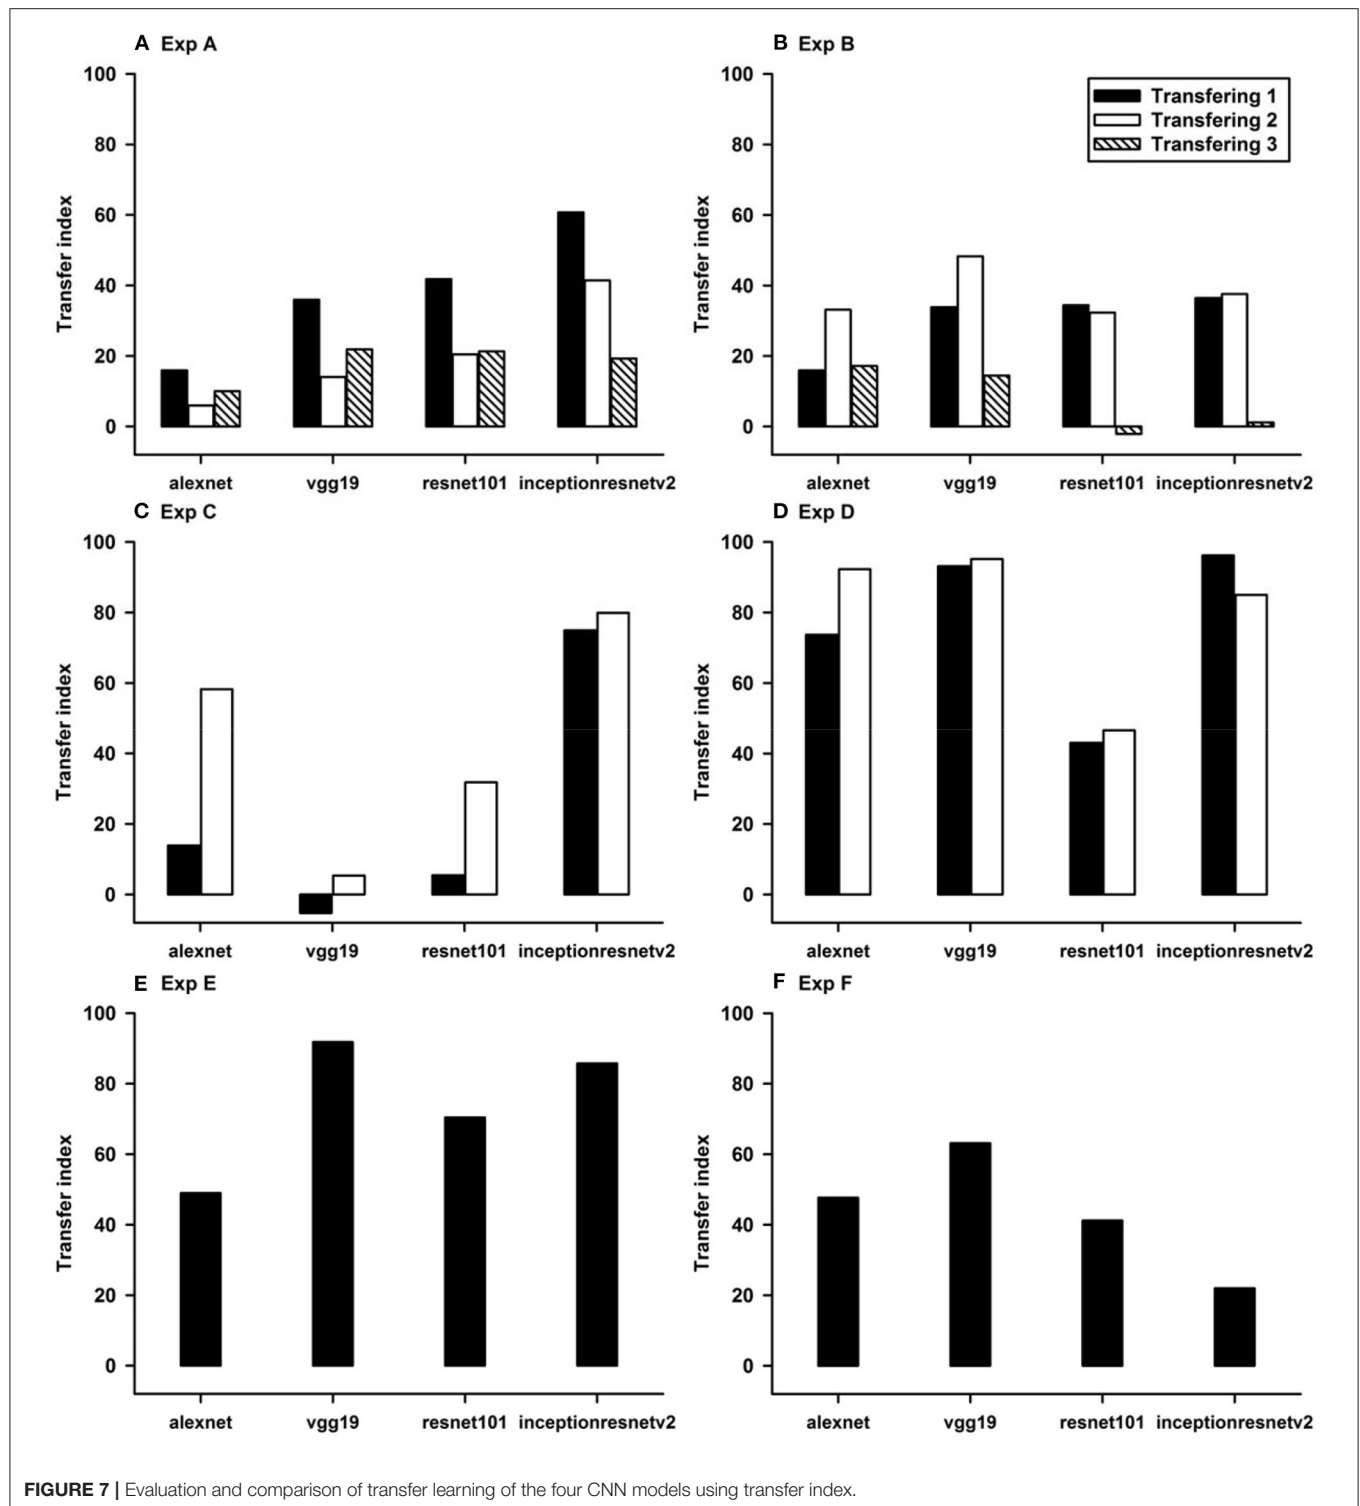 A Exp A
100
80
60
40
20
0
Transfer index
alexnet vgg19 resnet101 inceptionresnetv2
B Exp B
100
80
60
40
20
0
Transfer index
Transfering 1
Transfering 2
Transfering 3
alexnet vgg19 resnet101 inceptionresnetv2
C Exp C
100
80
60
40
20
0
Transfer index
alexnet vgg19 resnet101 inceptionresnetv2
D Exp D
100
80
60
40
20
0
Transfer index
alexnet vgg19 resnet101 inceptionresnetv2
E Exp E
100
80
60
40
20
0
Transfer index
alexnet vgg19 resnet101 inceptionresnetv2
F Exp F
100
80
60
40
20
0
Transfer index
alexnet vgg19 resnet101 inceptionresnetv2
FIGURE 7 | Evaluation and comparison of transfer learning of the four CNN models using transfer index.